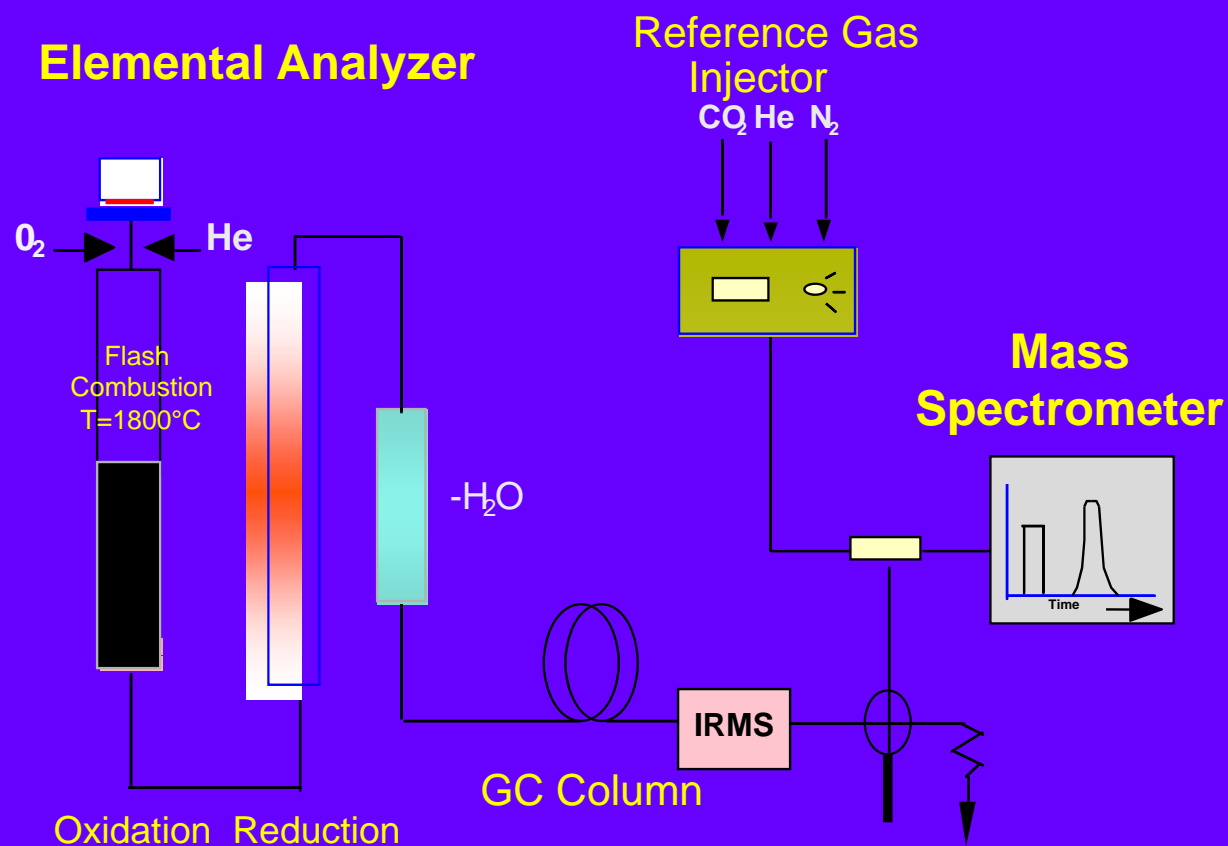 Elemental Analyzer
Reference Gas
Injector
CO₂ He N₂
0₂ He
Flash
Combustion
T=1800°C
-H₂O
Mass
Spectrometer
Time
IRMS
GC Column
Oxidation Reduction